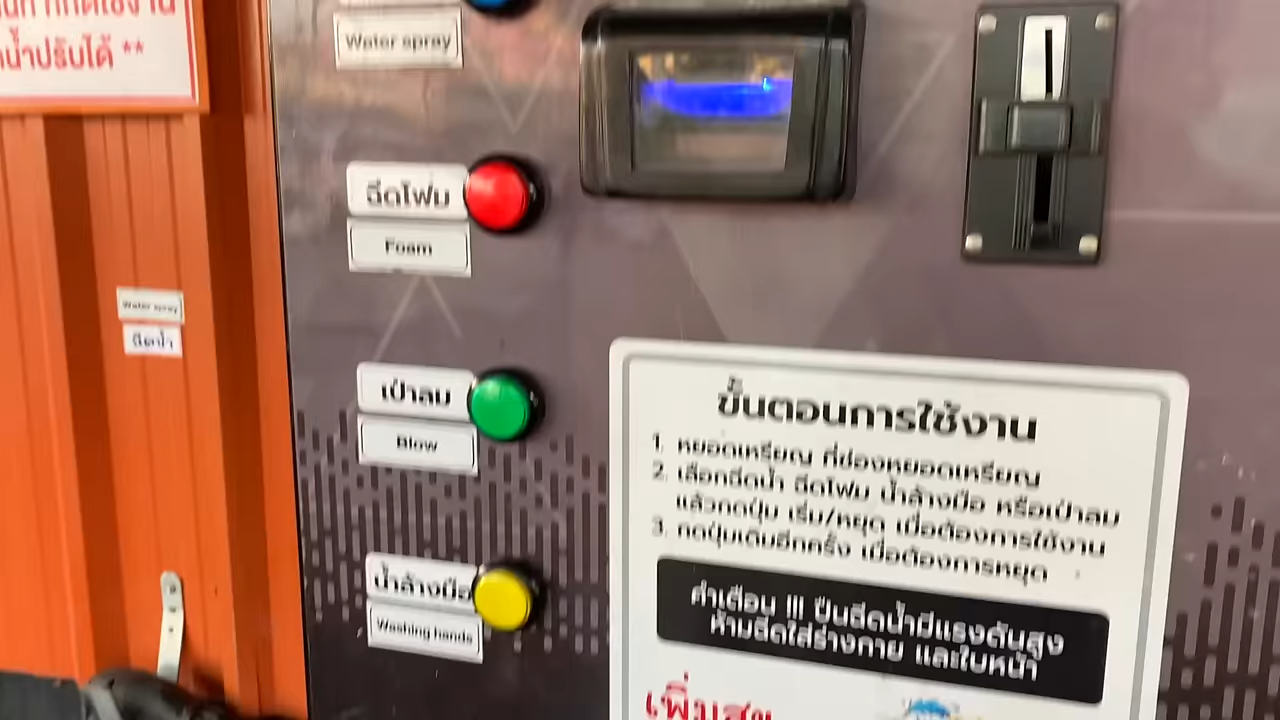 น้ำปรับได้ **
Water spray
ฉีดโฟม
Foam
Water spray
ฉีดน้ำ
เป่าลม
Blow
น้ำล้างมือ
Washing hands
ขั้นตอนการใช้งาน
1. หยอดเหรียญ ที่ช่องหยอดเหรียญ
2. เลือกฉีดน้ำ ฉีดโฟม น้ำล้างมือ หรือเป่าลม
แล้วกดปุ่ม เริ่ม/หยุด เมื่อต้องการใช้งาน
3. กดปุ่มเดิมอีกครั้ง เมื่อต้องการหยุด
คำเตือน !!! ปืนฉีดน้ำมีแรงดันสูง
ห้ามฉีดใส่ร่างกาย และใบหน้า